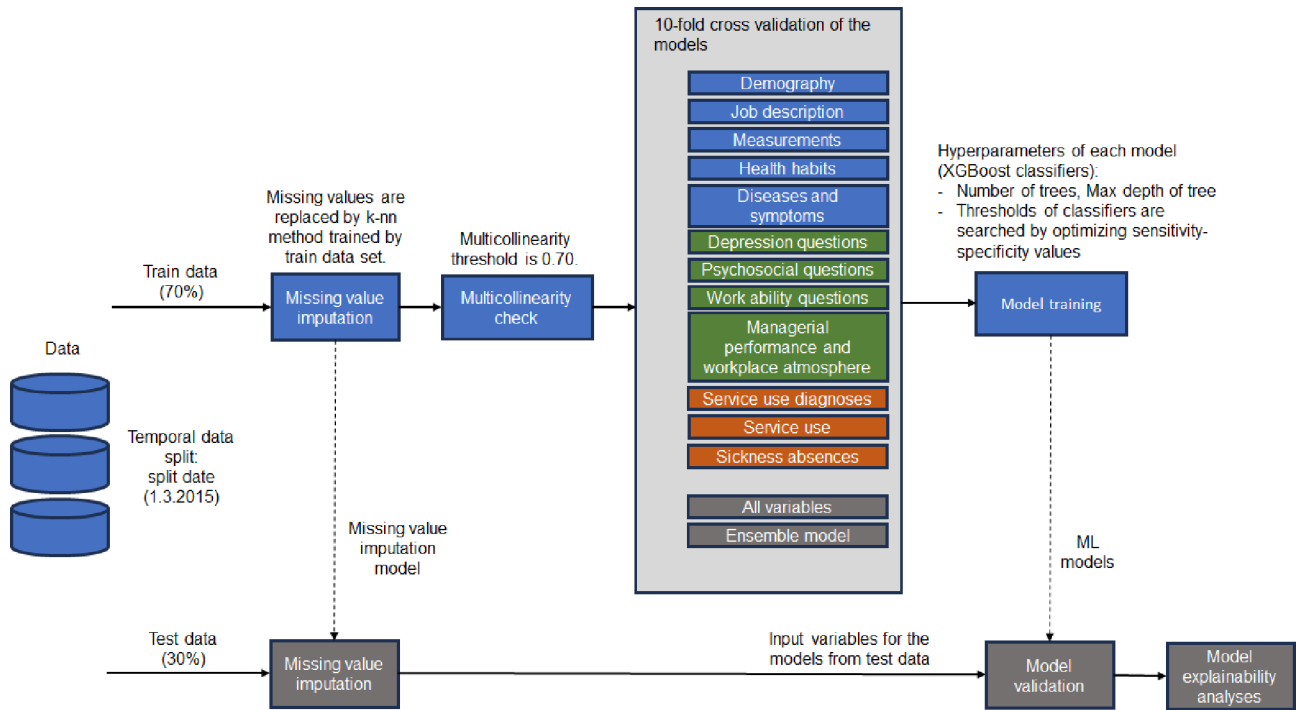 10-fold cross validation of the
models
Demography
Job description
Measurements
Health habits
Diseases and
symptoms
Depression questions
Psychosocial questions
Work ability questions
Managerial
performance and
workplace atmosphere
Service use diagnoses
Service use
Sickness absences
All variables
Ensemble model
Hyperparameters of each model
(XGBoost classifiers):
- Number of trees, Max depth of tree
- Thresholds of classifiers are
searched by optimizing sensitivity-
specificity values
Missing values are
replaced by k-nn
method trained by
train data set.
Multicollinearity
threshold is 0.70.
Train data
(70%)
Missing value
imputation
Multicollinearity
check
Model training
Data
Temporal data
split:
split date
(1.3.2015)
Missing value
imputation
model
ML
models
Test data
(30%)
Missing value
imputation
Input variables for the
models from test data
Model
validation
Model
explainability
analyses